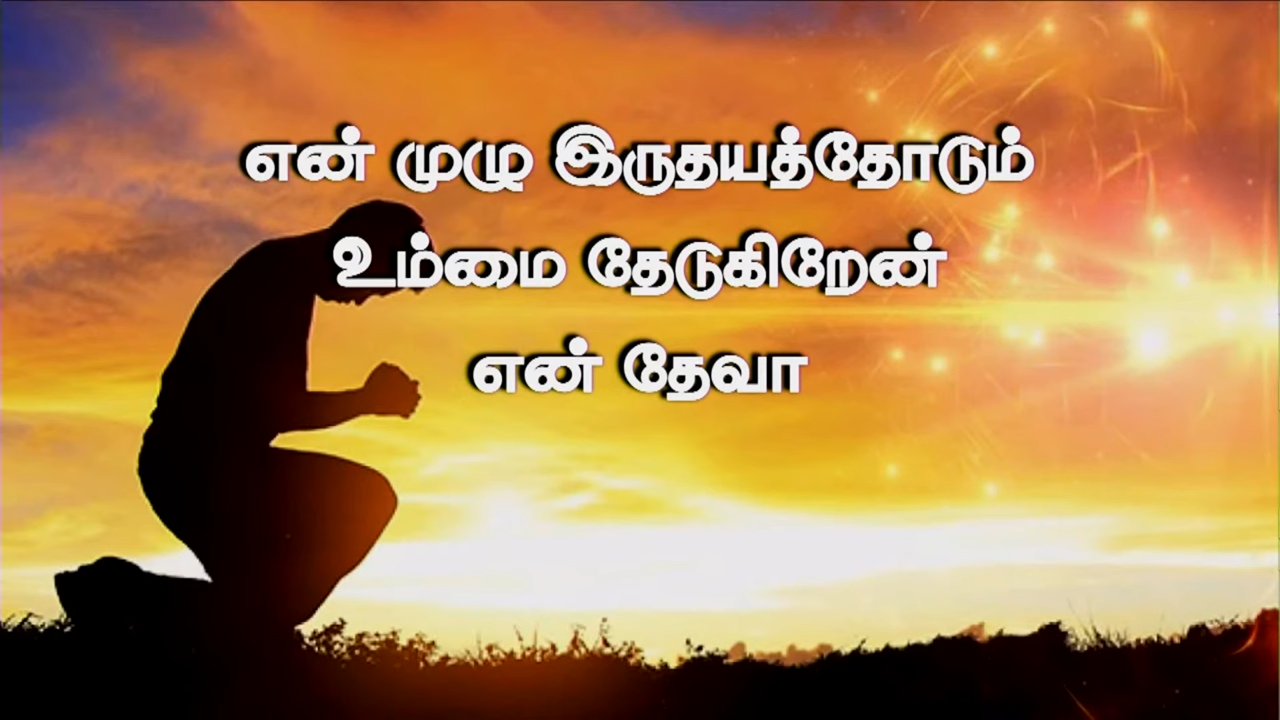 என் முழு இருதயத்தோடும்
உம்மை தேடுகிறேன்
என் தேவா